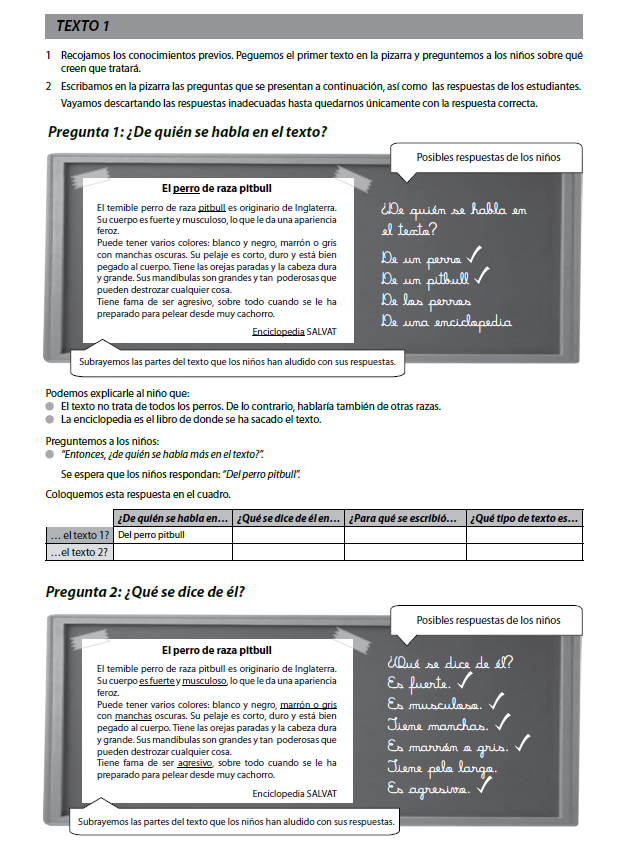 TEXTO 1
1 Recojamos los conocimientos previos. Peguemos el primer texto en la pizarra y preguntemos a los niños sobre qué
creen que tratará.
2 Escribamos en la pizarra las preguntas que se presentan a continuación, así como las respuestas de los estudiantes.
Vayamos descartando las respuestas inadecuadas hasta quedarnos únicamente con la respuesta correcta.
Pregunta 1: ¿De quién se habla en el texto?
Posibles respuestas de los niños
El perro de raza pitbull
El temible perro de raza pitbull es originario de Inglaterra.
Su cuerpo es fuerte y musculoso, lo que le da una apariencia
feroz.
Puede tener varios colores: blanco y negro, marrón o gris
con manchas oscuras. Su pelaje es corto, duro y está bien
pegado al cuerpo. Tiene las orejas paradas y la cabeza dura
y grande. Sus mandíbulas son grandes y tan poderosas que
pueden destrozar cualquier cosa.
Tiene fama de ser agresivo, sobre todo cuando se le ha
preparado para pelear desde muy cachorro.
Enciclopedia SALVAT
¿De quién se habla en
el texto?
De un perro ✓
De un pitbull ✓
De los perros
De una enciclopedia
Subrayemos las partes del texto que los niños han aludido con sus respuestas.
Podemos explicarle al niño que:
El texto no trata de todos los perros. De lo contrario, hablaría también de otras razas.
La enciclopedia es el libro de donde se ha sacado el texto.
Preguntemos a los niños:
“Entonces, ¿de quién se habla más en el texto?”.
Se espera que los niños respondan: “Del perro pitbull”.
Coloquemos esta respuesta en el cuadro.
¿De quién se habla en… ¿Qué se dice de él en… ¿Para qué se escribió… ¿Qué tipo de texto es…
… el texto 1? Del perro pitbull
…el texto 2?
Pregunta 2: ¿Qué se dice de él?
Posibles respuestas de los niños
El perro de raza pitbull
El temible perro de raza pitbull es originario de Inglaterra.
Su cuerpo es fuerte y musculoso, lo que le da una apariencia
feroz.
Puede tener varios colores: blanco y negro, marrón o gris
con manchas oscuras. Su pelaje es corto, duro y está bien
pegado al cuerpo. Tiene las orejas paradas y la cabeza dura
y grande. Sus mandíbulas son grandes y tan poderosas que
pueden destrozar cualquier cosa.
Tiene fama de ser agresivo, sobre todo cuando se le ha
preparado para pelear desde muy cachorro.
Enciclopedia SALVAT
¿Qué se dice de él?
Es fuerte. ✓
Es musculoso. ✓
Tiene manchas. ✓
Es marrón o gris. ✓
Tiene pelo largo.
Es agresivo. ✓
Subrayemos las partes del texto que los niños han aludido con sus respuestas.